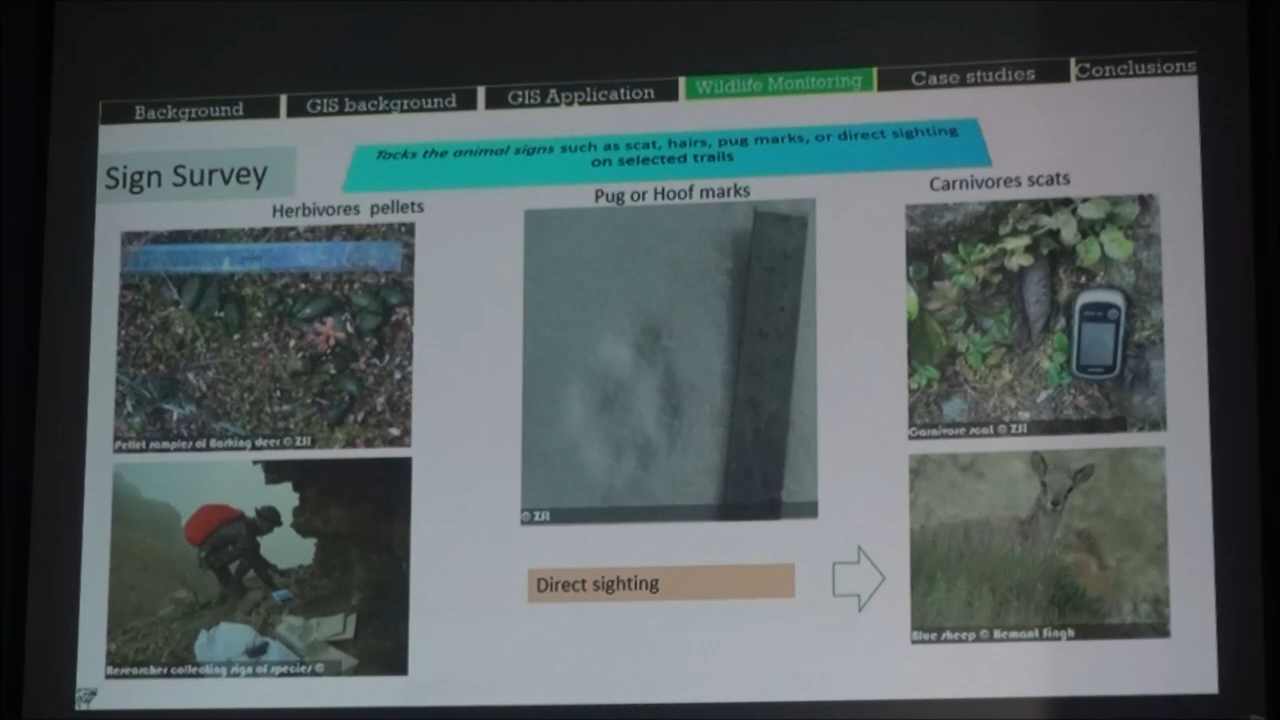 Background
GIS background
GIS Application
Wildlife Monitoring
Case studies
Conclusions
Sign Survey
Tacks the animal signs such as scat, hairs, pug marks, or direct sighting
on selected trails
Herbivores pellets
Pug or Hoof marks
Carnivores scats
Pellet samples of Barking deer © ZSI
© ZSI
Carnivore scat © ZSI
Direct sighting
Researcher collecting sign of species ©
Blue sheep © Hemant Singh